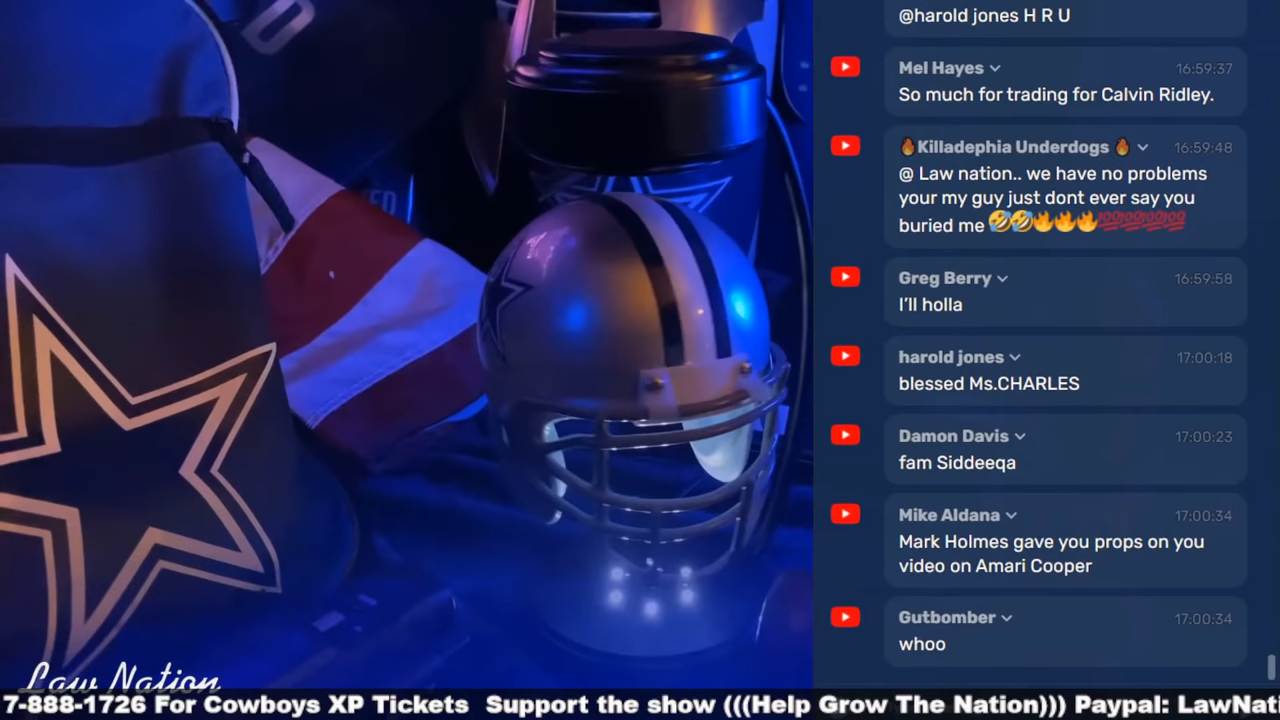 @harold jones H R U
Mel Hayes
16:59:37
So much for trading for Calvin Ridley.
🔥Killadephia Underdogs 🔥
16:59:48
@ Law nation.. we have no problems
your my guy just dont ever say you
buried me 🤣🤣🔥🔥🔥💯💯💯💯
Greg Berry
16:59:58
I’ll holla
harold jones
17:00:18
blessed Ms.CHARLES
Damon Davis
17:00:23
fam Siddeeqa
Mike Aldana
17:00:34
Mark Holmes gave you props on you
video on Amari Cooper
Gutbomber
17:00:34
whoo
Law Nation
7-888-1726 For Cowboys XP Tickets Support the show (((Help Grow The Nation))) Paypal: LawNati